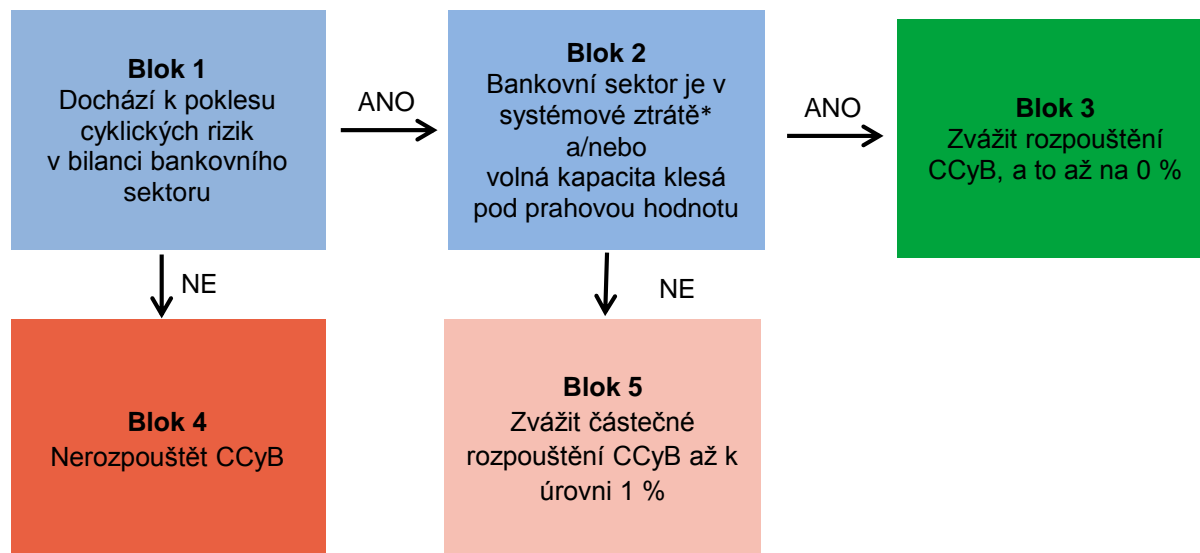 Blok 1
Dochází k poklesu
cyklických rizik
v bilanci bankovního
sektoru
ANO
Blok 2
Bankovní sektor je v
systémové ztrátě*
a/nebo
volná kapacita klesá
pod prahovou hodnotu
ANO
Blok 3
Zvážit rozpouštění
CCyB, a to až na 0 %
NE
NE
Blok 4
Nerozpouštět CCyB
Blok 5
Zvážit částečné
rozpouštění CCyB až k
úrovni 1 %